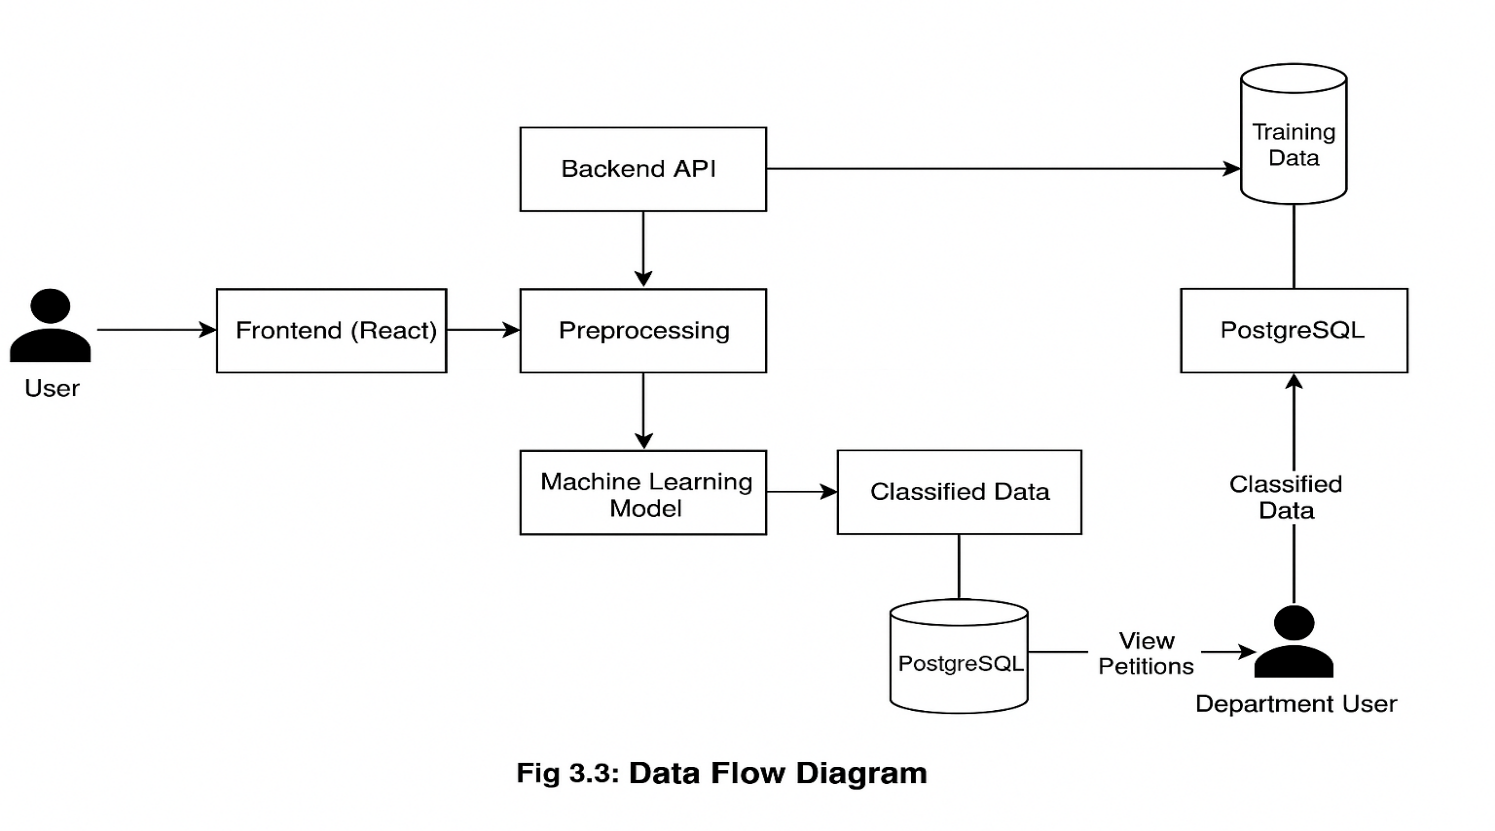 Training
Data
Backend API
User
Frontend (React)
Preprocessing
PostgreSQL
Machine Learning
Model
Classified Data
Classified
Data
PostgreSQL
View
Petitions
Department User
Fig 3.3: Data Flow Diagram